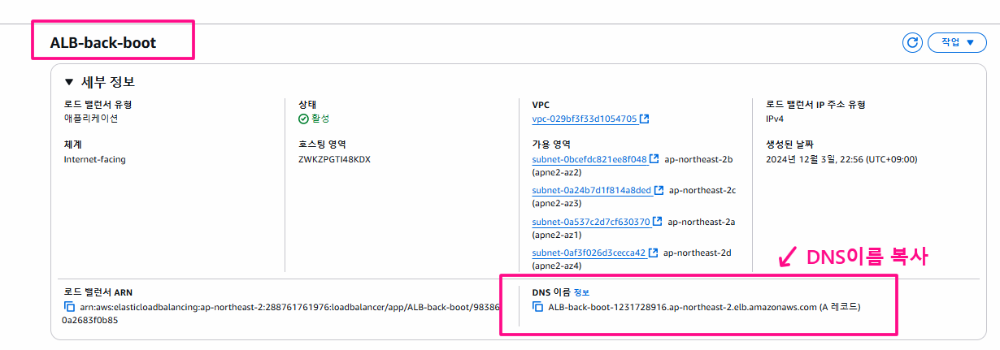 ALB-back-boot
작업 ▼
▼ 세부 정보
로드 밸런서 유형
애플리케이션
상태
활성
VPC
vpc-029bf3f33d1054705
로드 밸런서 IP 주소 유형
IPv4
체계
Internet-facing
호스팅 영역
ZWKZPGTI48KDX
가용 영역
subnet-0bcefdc821ee8f048 ap-northeast-2b
(apne2-az2)
subnet-0a24b7d1f814a8ded ap-northeast-2c
(apne2-az3)
subnet-0a537c2d7cf630370 ap-northeast-2a
(apne2-az1)
subnet-0af3f026d3cecca42 ap-northeast-2d
(apne2-az4)
생성된 날짜
2024년 12월 3일, 22:56 (UTC+09:00)
DNS이름 복사
로드 밸런서 ARN
arn:aws:elasticloadbalancing:ap-northeast-2:288761761976:loadbalancer/app/ALB-back-boot/98386
0a2683f0b85
DNS 이름 정보
ALB-back-boot-1231728916.ap-northeast-2.elb.amazonaws.com (A 레코드)